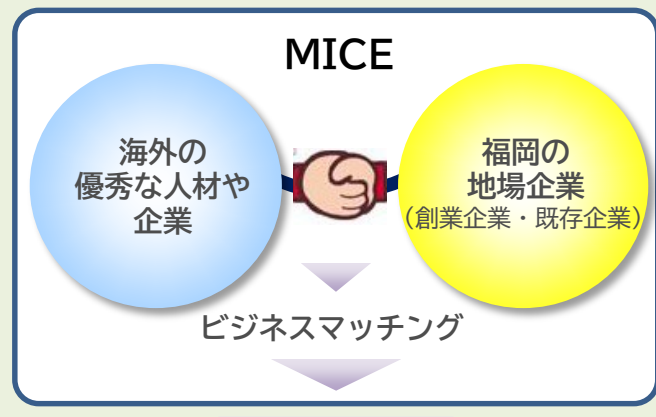 MICE
海外の
優秀な人材や
企業
福岡の
地場企業
（創業企業・既存企業）
ビジネスマッチング